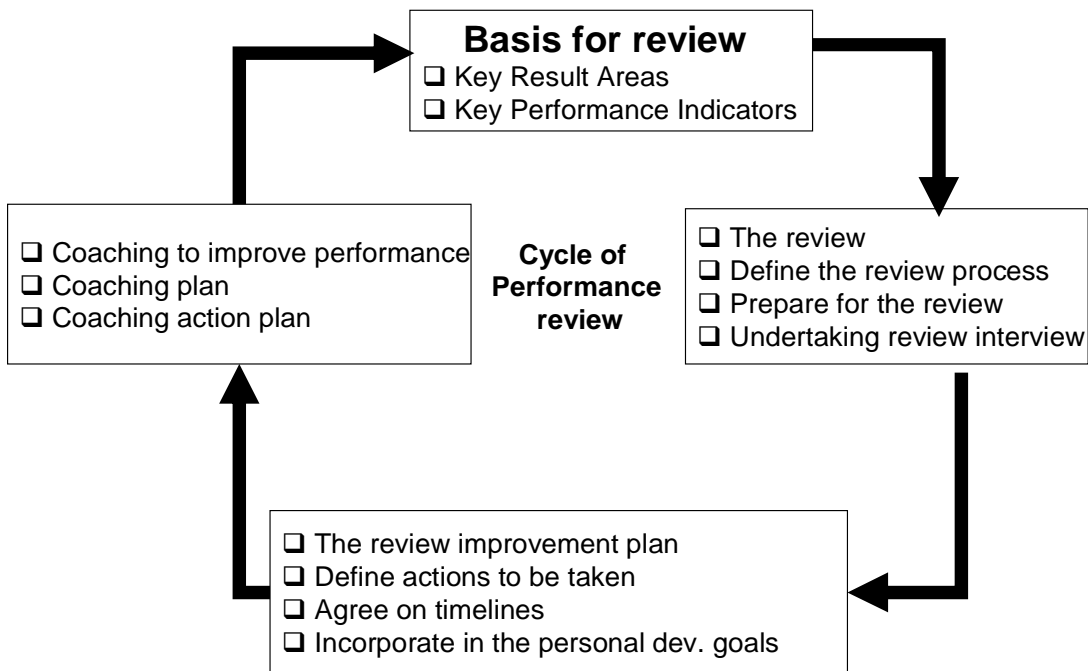 Basis for review
❑ Key Result Areas
❑ Key Performance Indicators
❑ The review
❑ Define the review process
❑ Prepare for the review
❑ Undertaking review interview
❑ The review improvement plan
❑ Define actions to be taken
❑ Agree on timelines
❑ Incorporate in the personal dev. goals
❑ Coaching to improve performance
❑ Coaching plan
❑ Coaching action plan
Cycle of
Performance
review